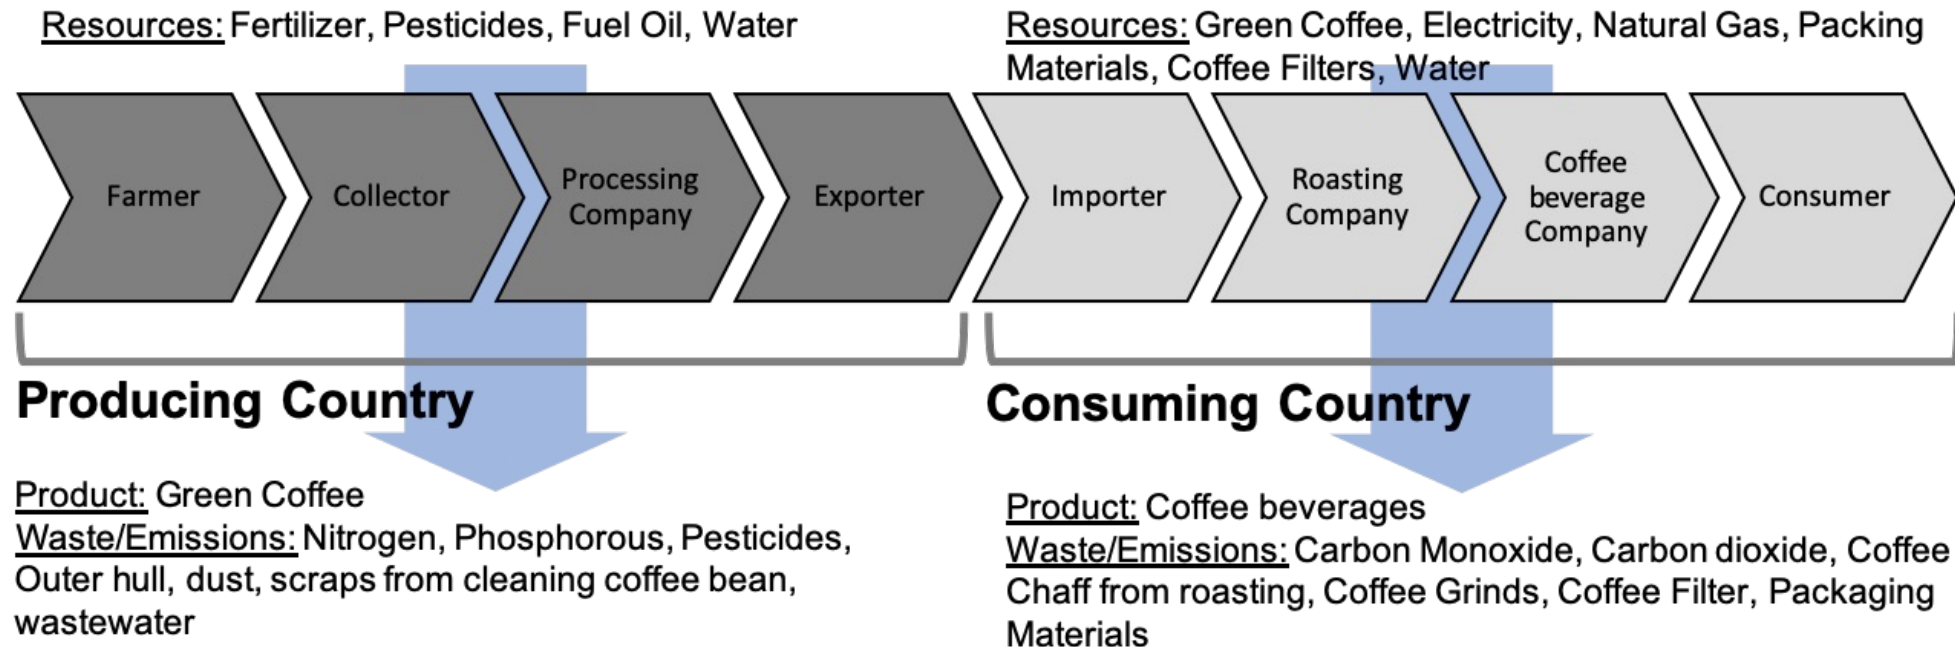 Resources: Fertilizer, Pesticides, Fuel Oil, Water
Resources: Green Coffee, Electricity, Natural Gas, Packing
Materials, Coffee Filters, Water
Farmer
Collector
Processing
Company
Exporter
Importer
Roasting
Company
Coffee
beverage
Company
Consumer
Producing Country
Consuming Country
Product: Green Coffee
Waste/Emissions: Nitrogen, Phosphorous, Pesticides,
Outer hull, dust, scraps from cleaning coffee bean,
wastewater
Product: Coffee beverages
Waste/Emissions: Carbon Monoxide, Carbon dioxide, Coffee
Chaff from roasting, Coffee Grinds, Coffee Filter, Packaging
Materials